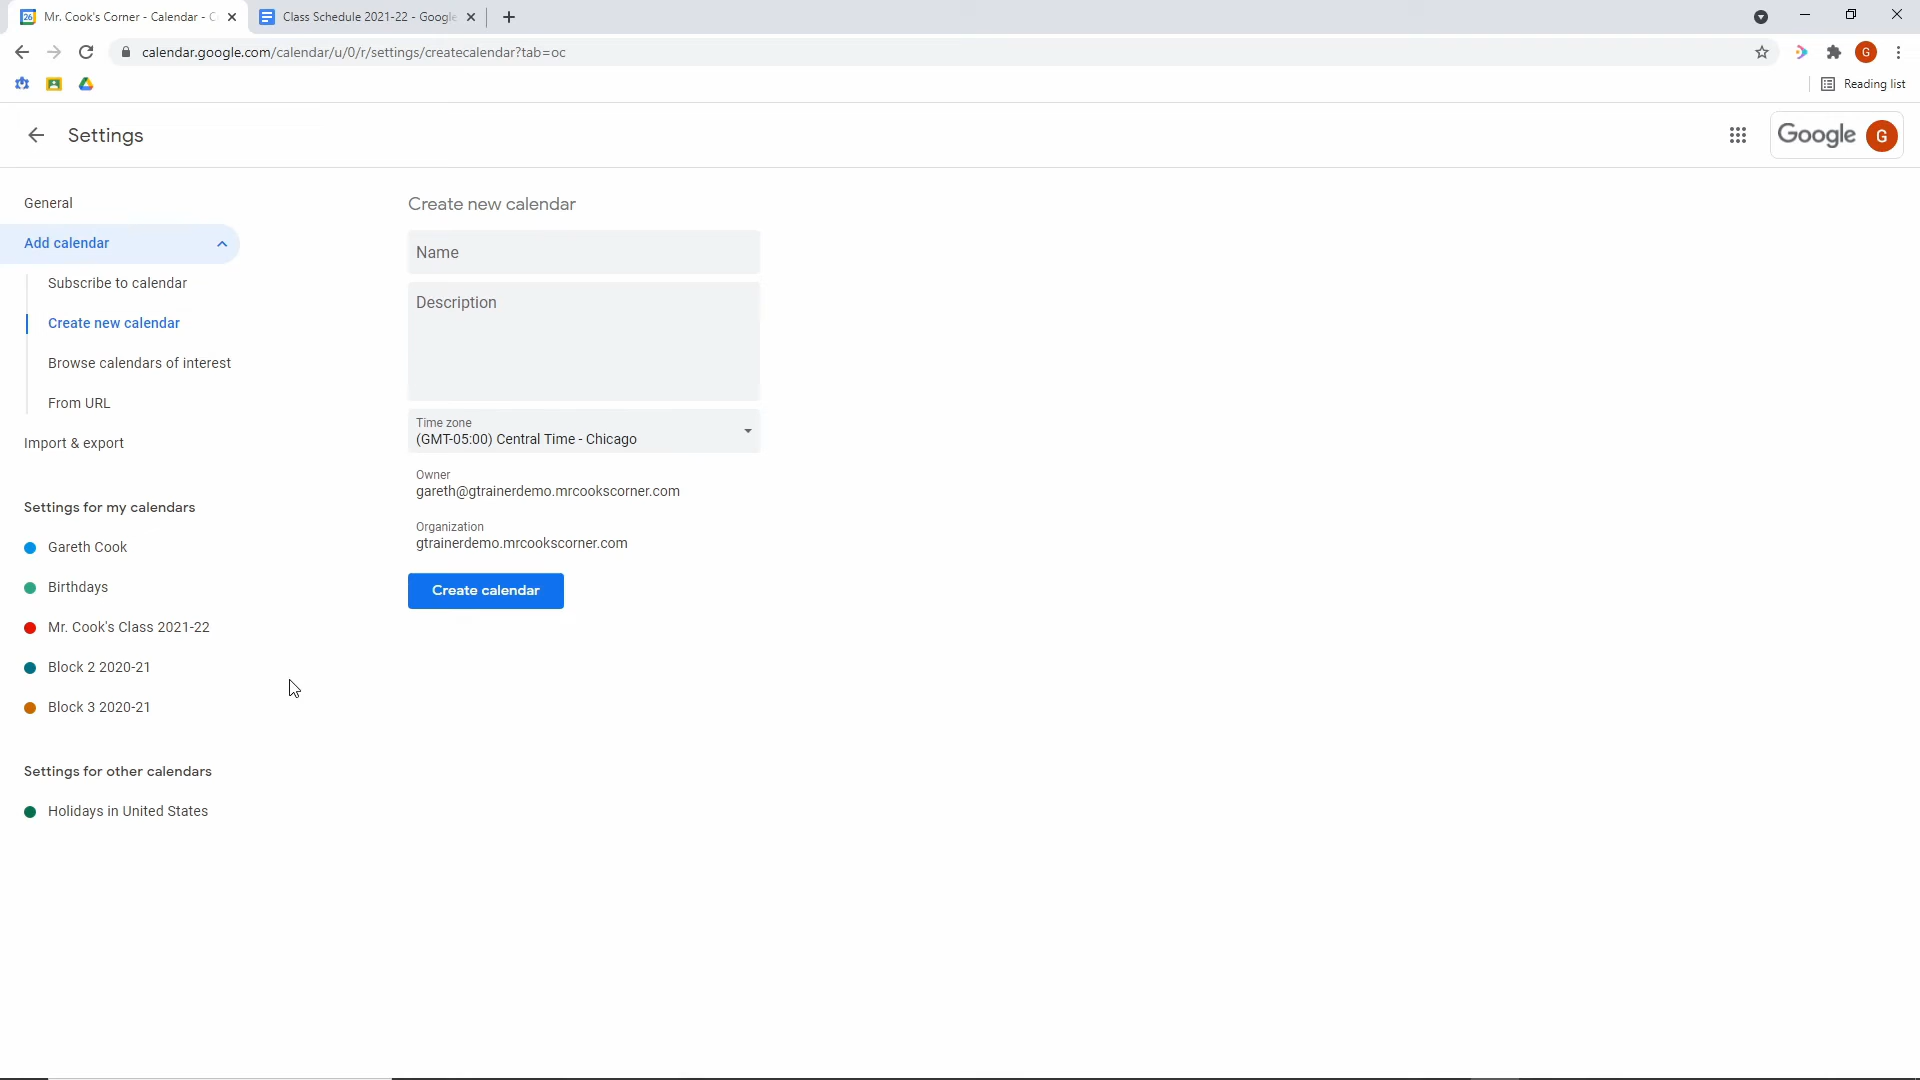 Mr. Cook's Corner - Calendar - C
Class Schedule 2021-22 - Google
calendar.google.com/calendar/u/0/r/settings/createcalendar?tab=oc
G
Reading list
Settings
Google
G
General
Add calendar
Subscribe to calendar
Create new calendar
Browse calendars of interest
From URL
Import & export
Settings for my calendars
Gareth Cook
Birthdays
Mr. Cook's Class 2021-22
Block 2 2020-21
Block 3 2020-21
Settings for other calendars
Holidays in United States
Create new calendar
Name
Description
Time zone
(GMT-05:00) Central Time - Chicago
Owner
gareth@gtrainerdemo.mrcookscorner.com
Organization
gtrainerdemo.mrcookscorner.com
Create calendar